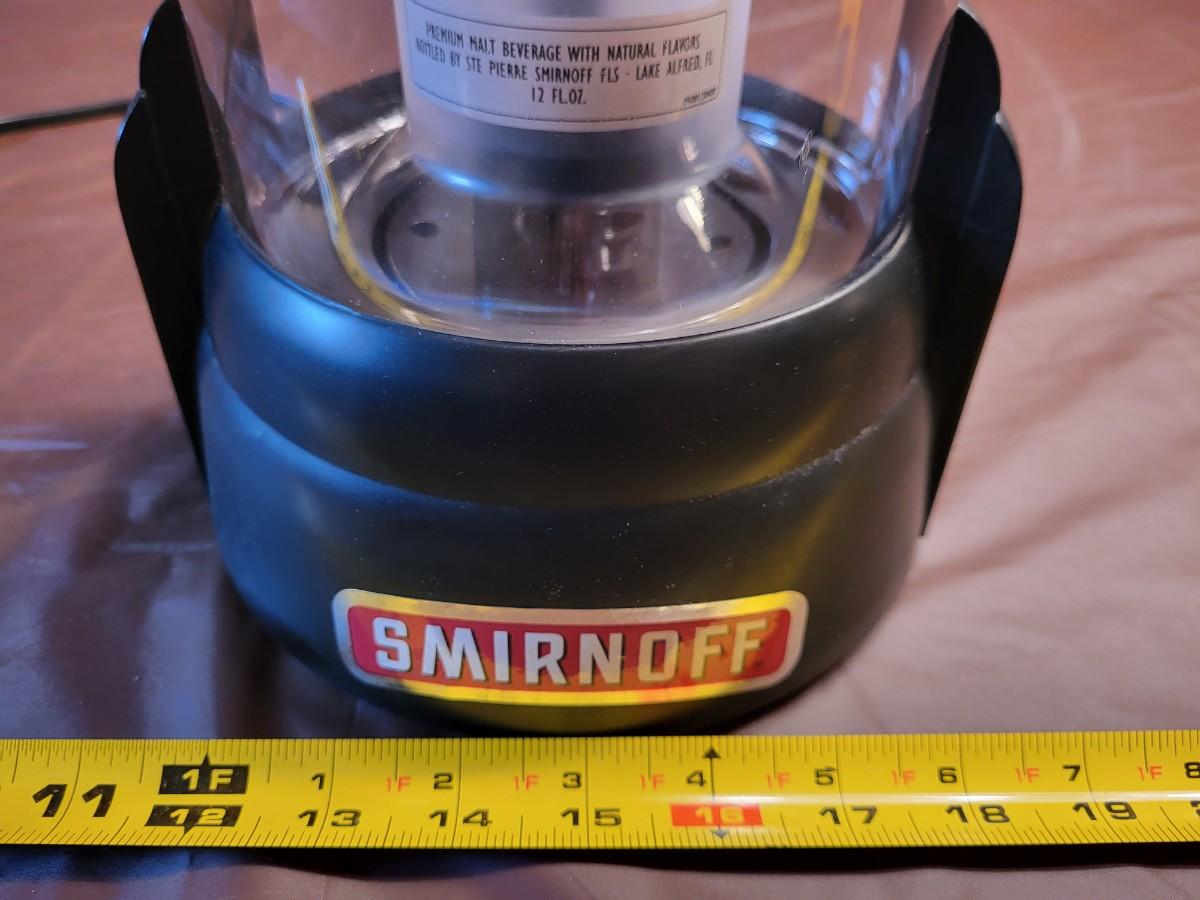 PREMIUM MALT BEVERAGE WITH NATURAL FLAVORS
BOTTLED BY STE PIERRE SMIRNOFF FLS · LAKE ALFRED, FL
12 FL.OZ.
SMIRNOFF
11 1F 1 1F 2 1F 3 1F 4 1F 5 1F 6 1F 7 1F 8
12 13 14 15 16 17 18 19